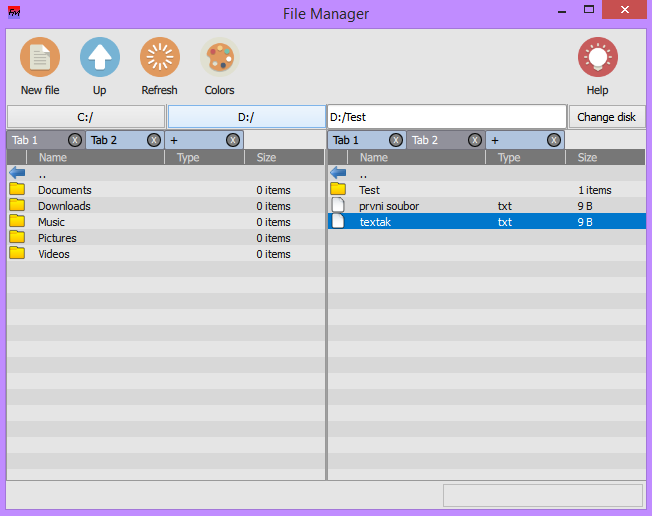 File Manager
New file Up Refresh Colors Help
C:/ D:/ D:/Test Change disk
Tab 1 X Tab 2 X + X Tab 1 X Tab 2 X + X
Name Type Size Name Type Size
.. ..
Documents 0 items Test 1 items
Downloads 0 items prvni soubor txt 9 B
Music 0 items textak txt 9 B
Pictures 0 items
Videos 0 items